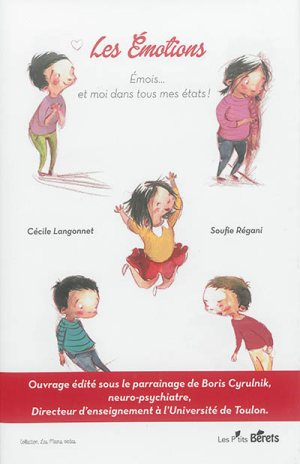 Les Émotions
Émois...
et moi dans tous mes états !
Cécile Langonnet
Soufie Régani
Ouvrage édité sous le parrainage de Boris Cyrulnik,
neuro-psychiatre,
Directeur d'enseignement à l'Université de Toulon.
Les P'tits Bérets